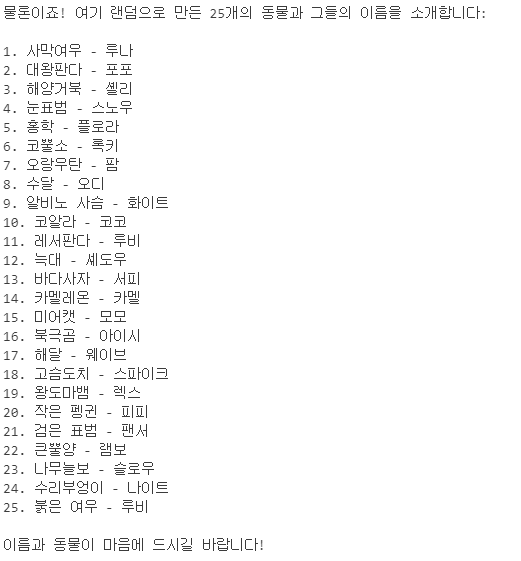 물론이죠! 여기 랜덤으로 만든 25개의 동물과 그들의 이름을 소개합니다:
1. 사막여우 - 루나
2. 대왕판다 - 포포
3. 해양거북 - 셸리
4. 눈표범 - 스노우
5. 홍학 - 플로라
6. 코뿔소 - 록키
7. 오랑우탄 - 팜
8. 수달 - 오디
9. 알비노 사슴 - 화이트
10. 코알라 - 코코
11. 레서판다 - 루비
12. 늑대 - 셰도우
13. 바다사자 - 서피
14. 카멜레온 - 카멜
15. 미어캣 - 모모
16. 북극곰 - 아이시
17. 해달 - 웨이브
18. 고슴도치 - 스파이크
19. 왕도마뱀 - 렉스
20. 작은 펭귄 - 피피
21. 검은 표범 - 팬서
22. 큰뿔양 - 램보
23. 나무늘보 - 슬로우
24. 수리부엉이 - 나이트
25. 붉은 여우 - 루비
이름과 동물이 마음에 드시길 바랍니다!